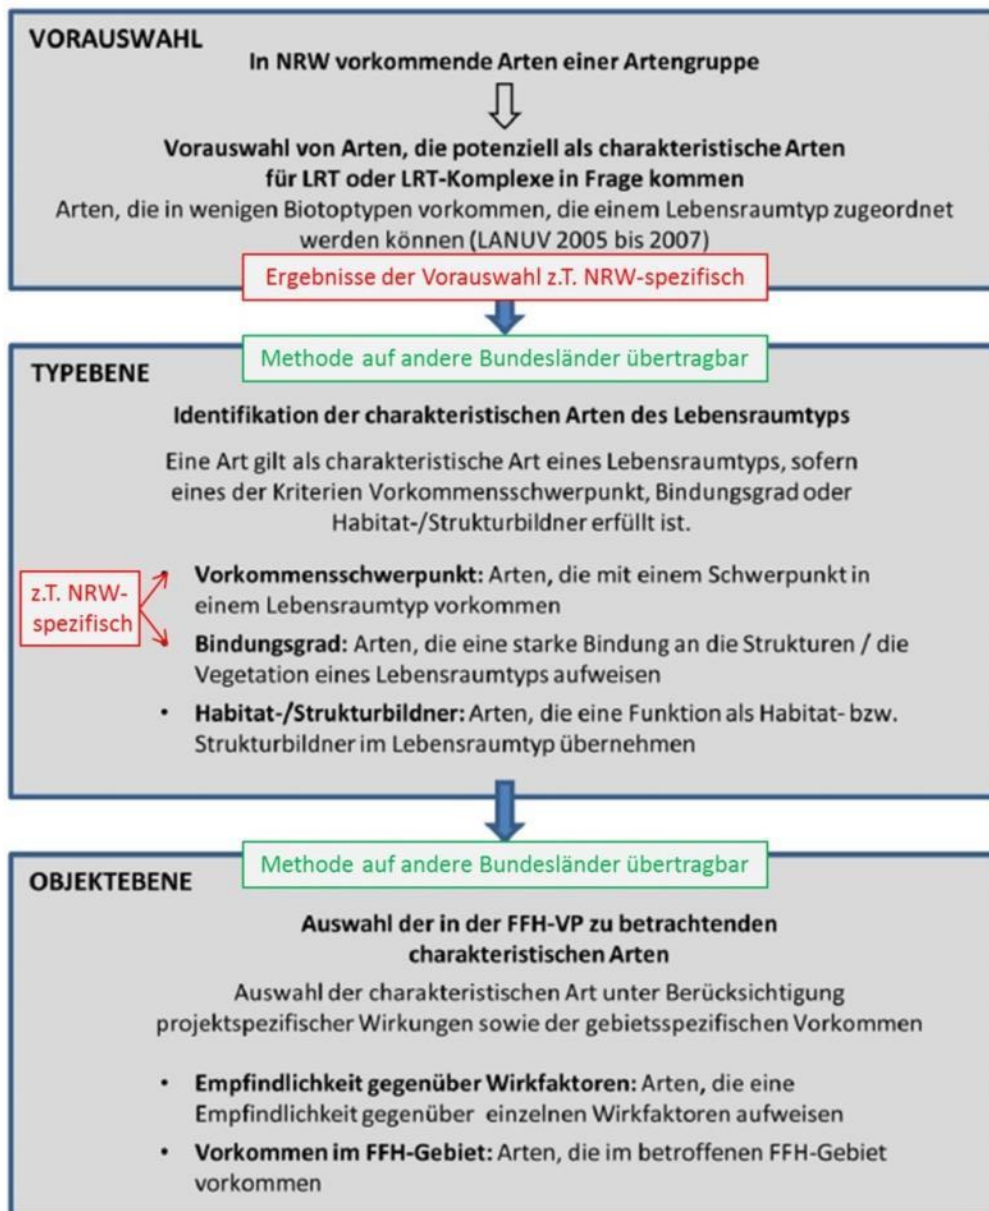 VORAUSWAHL
In NRW vorkommende Arten einer Artengruppe
Vorauswahl von Arten, die potenziell als charakteristische Arten
für LRT oder LRT-Komplexe in Frage kommen
Arten, die in wenigen Biotoptypen vorkommen, die einem Lebensraumtyp zugeordnet
werden können (LANUV 2005 bis 2007)
Ergebnisse der Vorauswahl z.T. NRW-spezifisch
Methode auf andere Bundesländer übertragbar
TYPEBENE
Identifikation der charakteristischen Arten des Lebensraumtyps
Eine Art gilt als charakteristische Art eines Lebensraumtyps, sofern
eines der Kriterien Vorkommensschwerpunkt, Bindungsgrad oder
Habitat-/Strukturbildner erfüllt ist.
z.T. NRW-
spezifisch
• Vorkommensschwerpunkt: Arten, die mit einem Schwerpunkt in
einem Lebensraumtyp vorkommen
• Bindungsgrad: Arten, die eine starke Bindung an die Strukturen / die
Vegetation eines Lebensraumtyps aufweisen
• Habitat-/Strukturbildner: Arten, die eine Funktion als Habitat- bzw.
Strukturbildner im Lebensraumtyp übernehmen
Methode auf andere Bundesländer übertragbar
OBJEKTEBENE
Auswahl der in der FFH-VP zu betrachtenden
charakteristischen Arten
Auswahl der charakteristischen Art unter Berücksichtigung
projektspezifischer Wirkungen sowie der gebietsspezifischen Vorkommen
• Empfindlichkeit gegenüber Wirkfaktoren: Arten, die eine
Empfindlichkeit gegenüber einzelnen Wirkfaktoren aufweisen
• Vorkommen im FFH-Gebiet: Arten, die im betroffenen FFH-Gebiet
vorkommen